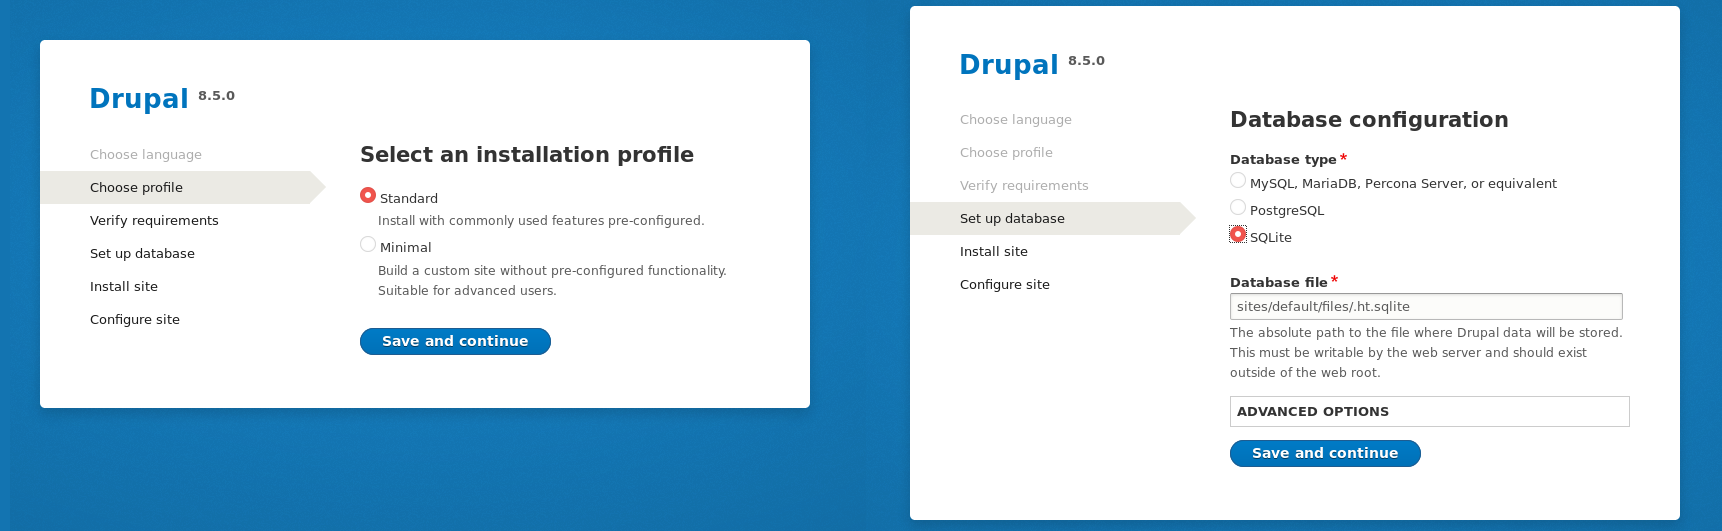 Drupal 8.5.0
Choose language
Choose profile
Verify requirements
Set up database
Install site
Configure site
Select an installation profile
Standard
Install with commonly used features pre-configured.
Minimal
Build a custom site without pre-configured functionality.
Suitable for advanced users.
Save and continue
Drupal 8.5.0
Choose language
Choose profile
Verify requirements
Set up database
Install site
Configure site
Database configuration
Database type*
MySQL, MariaDB, Percona Server, or equivalent
PostgreSQL
SQLite
Database file*
sites/default/files/.ht.sqlite
The absolute path to the file where Drupal data will be stored.
This must be writable by the web server and should exist
outside of the web root.
ADVANCED OPTIONS
Save and continue